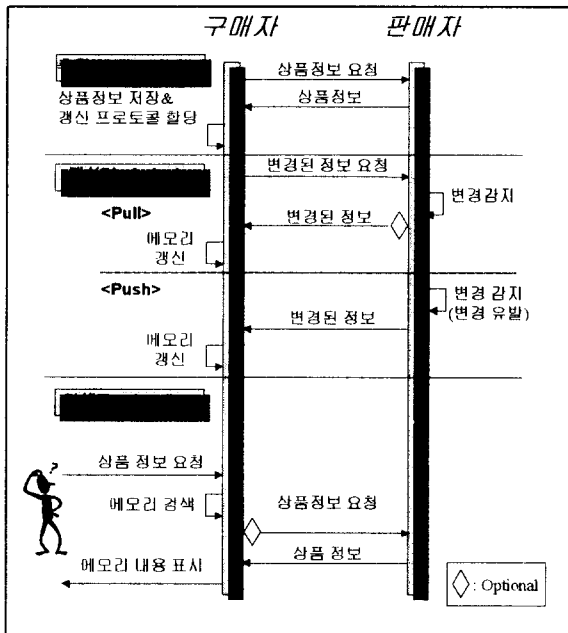 구매자 판매자
상품정보 요청
상품정보 저장&
갱신 프로토콜 할당
상품정보
변경된 정보 요청
변경감지
<Pull>
변경된 정보
메모리
갱신
<Push>
변경 감지
(변경 유발)
변경된 정보
메모리
갱신
상품 정보 요청
메모리 검색
상품정보 요청
상품 정보
메모리 내용 표시
: Optional
?